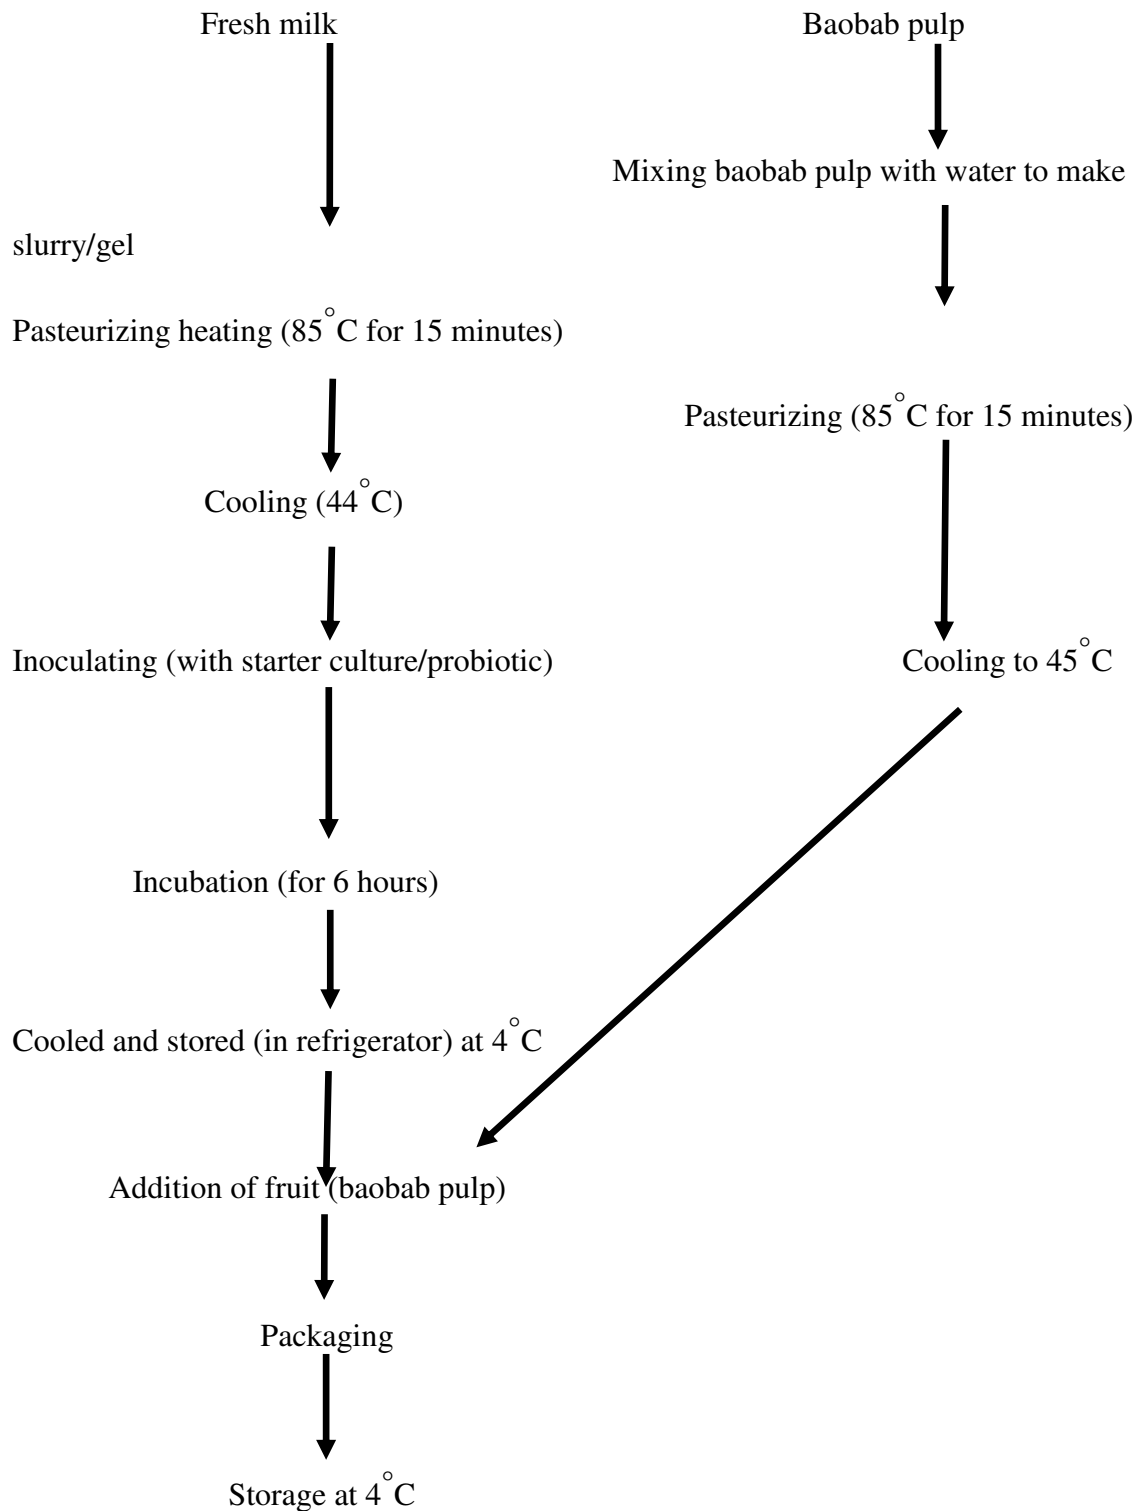 Fresh milk
Baobab pulp
Mixing baobab pulp with water to make
slurry/gel
Pasteurizing heating (85°C for 15 minutes)
Pasteurizing (85°C for 15 minutes)
Cooling (44°C)
Inoculating (with starter culture/probiotic)
Cooling to 45°C
Incubation (for 6 hours)
Cooled and stored (in refrigerator) at 4°C
Addition of fruit (baobab pulp)
Packaging
Storage at 4°C